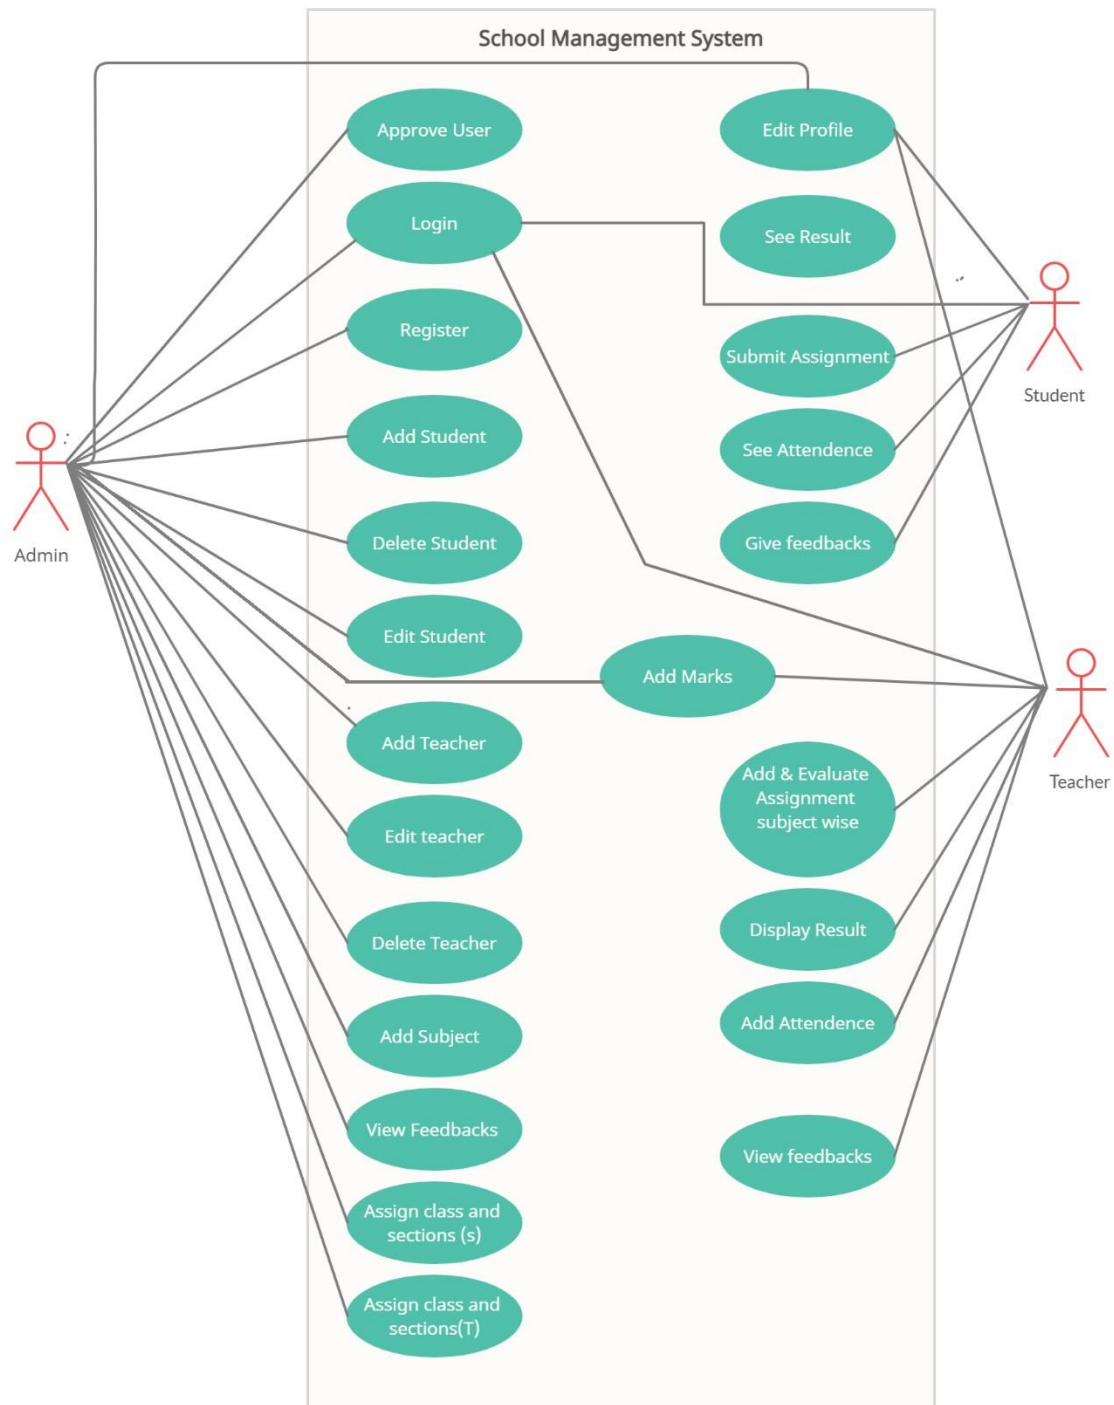 School Management System
Approve User
Edit Profile
Login
See Result
Register
Submit Assignment
Student
Add Student
See Attendence
Admin
Delete Student
Give feedbacks
Edit Student
Add Marks
Add Teacher
Teacher
Add & Evaluate
Assignment
subject wise
Edit teacher
Delete Teacher
Display Result
Add Subject
Add Attendence
View Feedbacks
View feedbacks
Assign class and
sections (s)
Assign class and
sections(T)